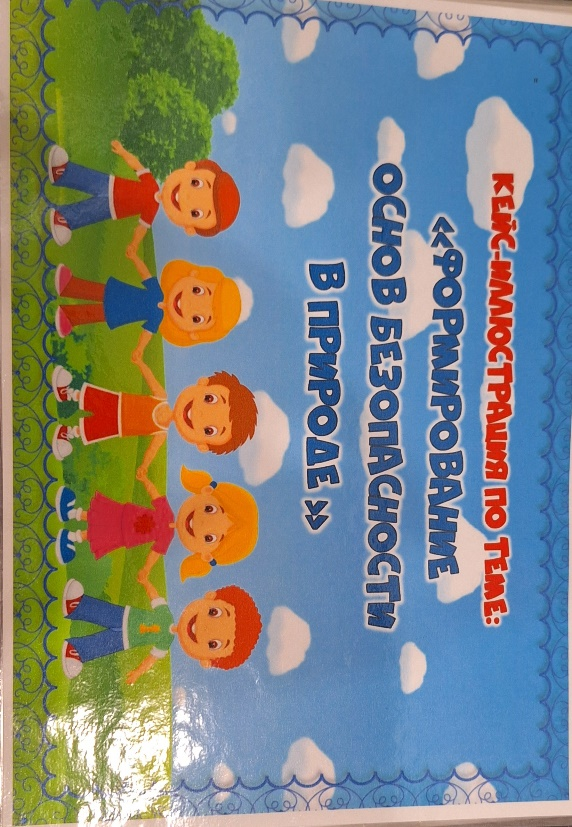 КЕЙС-ИЛЛЮСТРАЦИЯ ПО ТЕМЕ:
«ФОРМИРОВАНИЕ
ОСНОВ БЕЗОПАСНОСТИ
В ПРИРОДЕ »